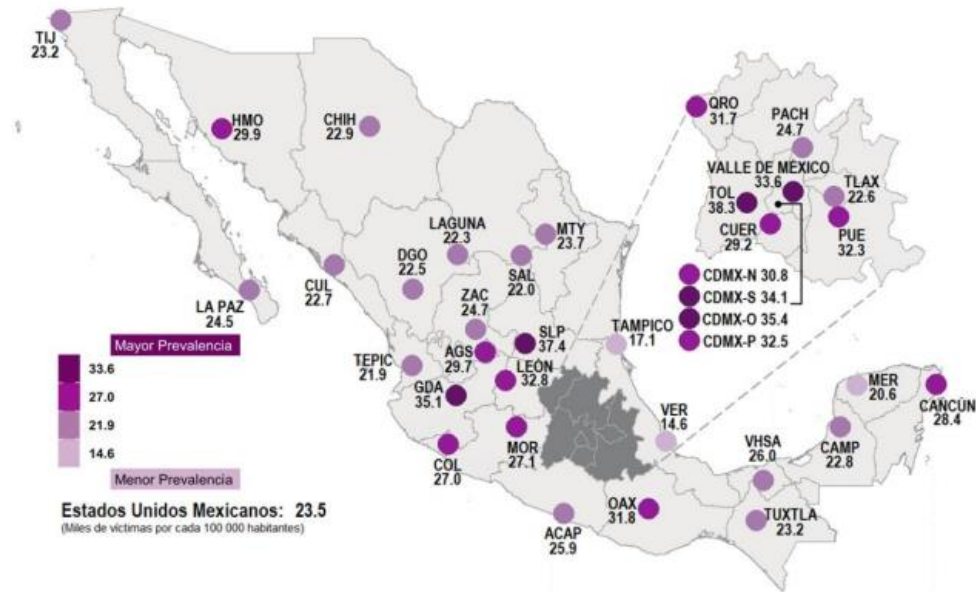 TIJ
23.2
HMO
29.9
CHIH
22.9
LAGUNA
22.3
MTY
23.7
DGO
22.5
SAL
22.0
CUL
22.7
LA PAZ
24.5
ZAC
24.7
SLP
37.4
TAMPICO
17.1
AGS
29.7
LEÓN
32.8
TEPIC
21.9
GDA
35.1
COL
27.0
MOR
27.1
VER
14.6
ACAP
25.9
OAX
31.8
VHSA
26.0
TUXTLA
23.2
CAMP
22.8
MER
20.6
CANCÚN
28.4
QRO
31.7
PACH
24.7
VALLE DE MÉXICO
33.6
TOL
38.3
TLAX
22.6
CUER
29.2
PUE
32.3
CDMX-N 30.8
CDMX-S 34.1
CDMX-O 35.4
CDMX-P 32.5
Mayor Prevalencia
33.6
27.0
21.9
14.6
Menor Prevalencia
Estados Unidos Mexicanos: 23.5
(Miles de víctimas por cada 100 000 habitantes)